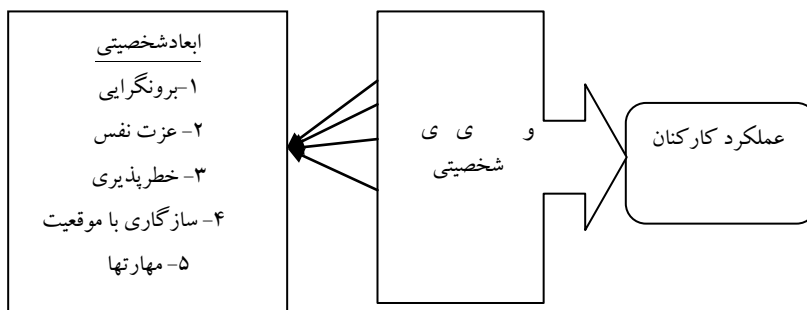 ابعادشخصیتی
۱-برونگرایی
۲- عزت نفس
۳- خطرپذیری
۴- سازگاری با موقعیت
۵- مهارتها
و ی ی
شخصیتی
عملکرد کارکنان